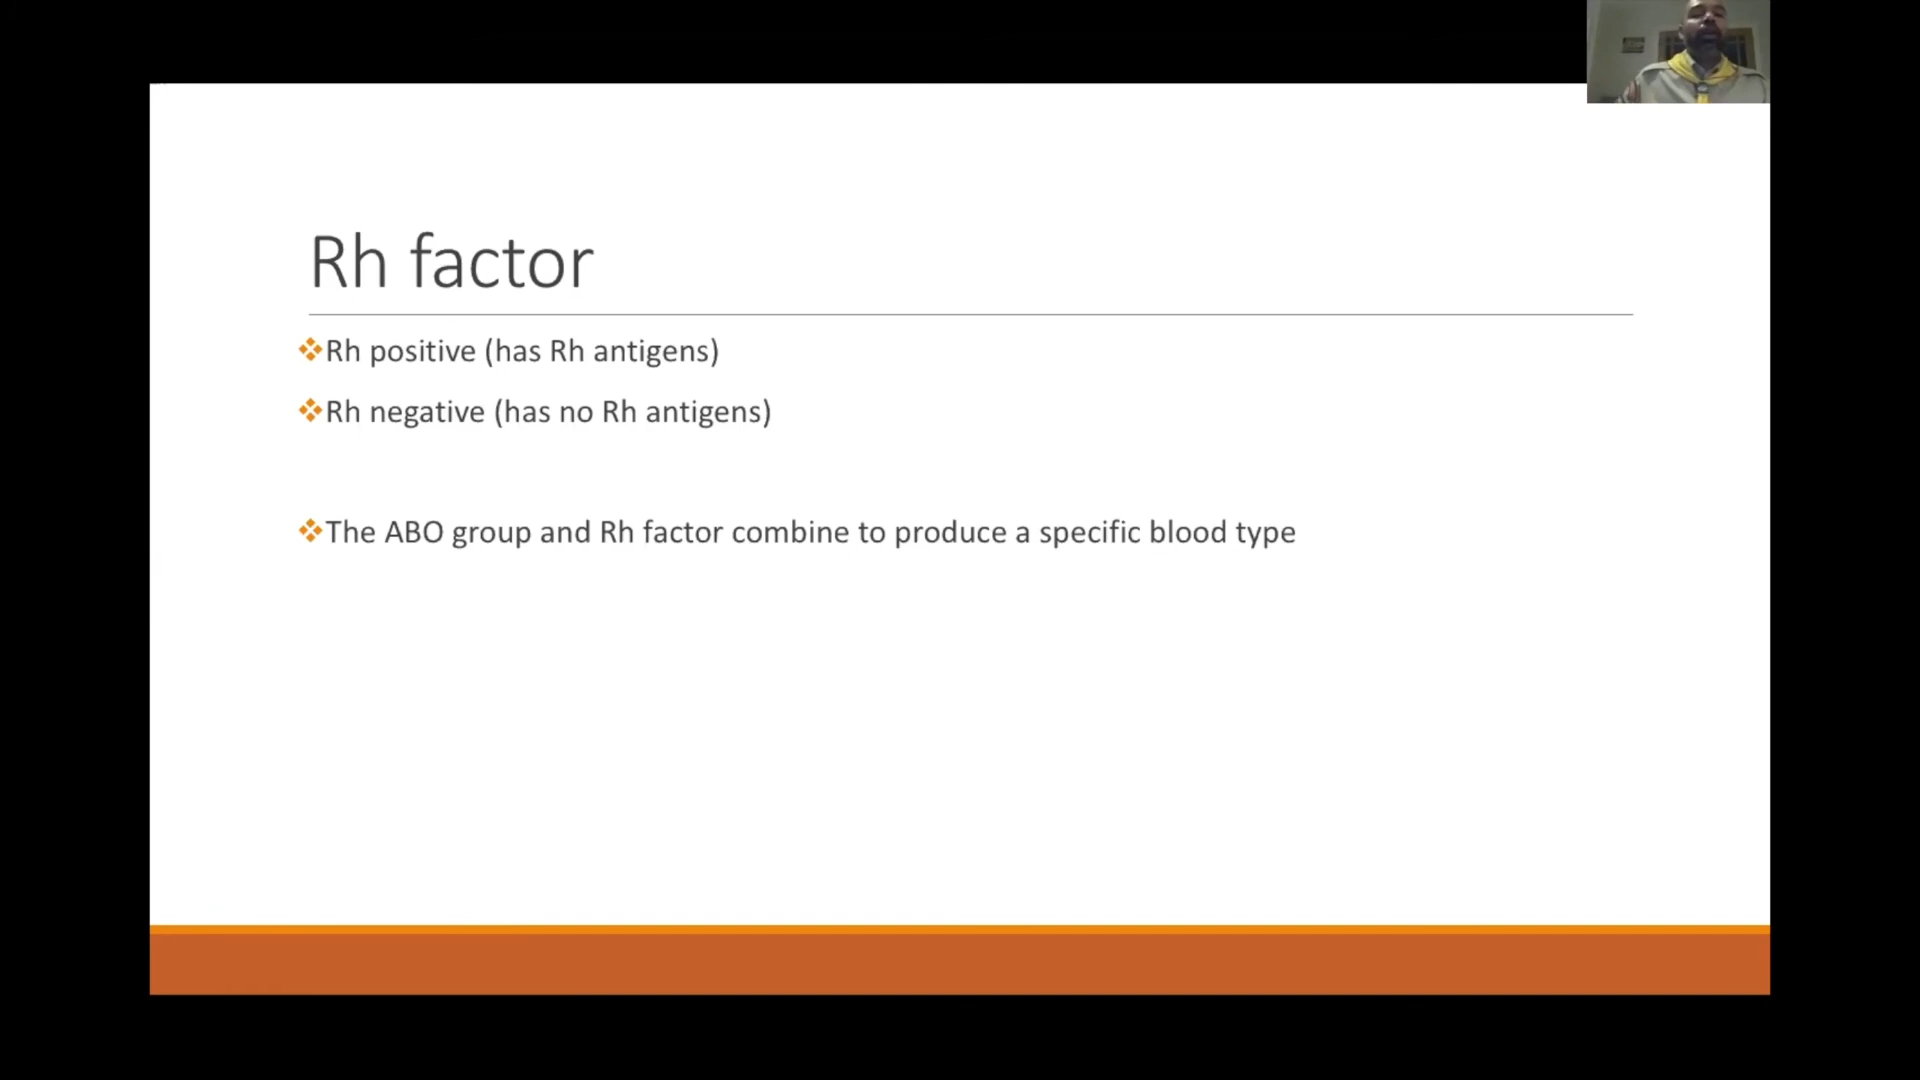 Rh factor
Rh positive (has Rh antigens)
Rh negative (has no Rh antigens)
The ABO group and Rh factor combine to produce a specific blood type